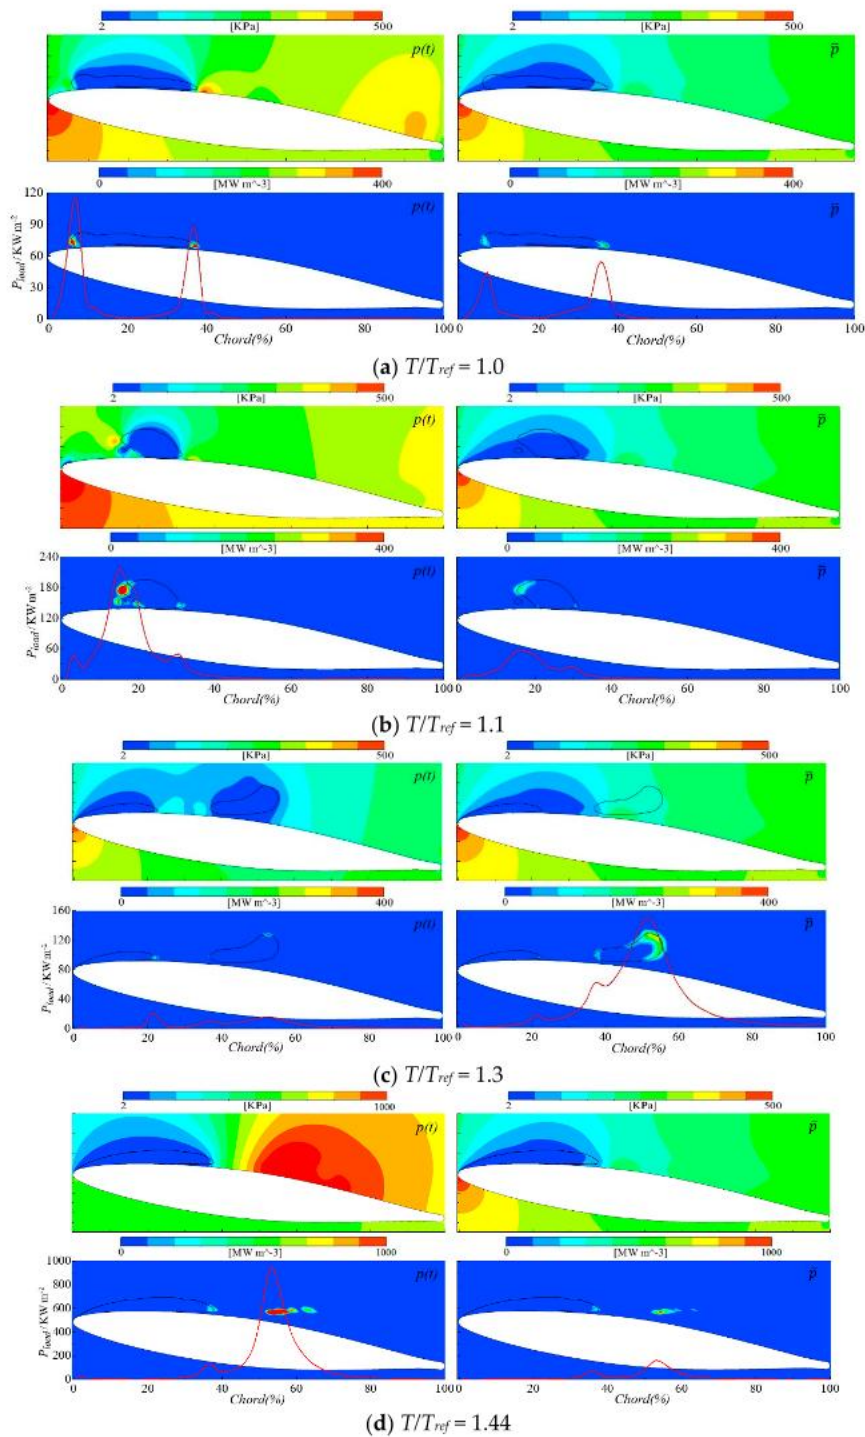 2 [KPa] 500 2 [KPa] 500
p(t) p̄
0 [MW m^-3] 400 0 [MW m^-3] 400
120 p(t) p̄
90
60
30
0
P_load / KW m^-2
0 20 40 60 80 100 0 20 40 60 80 100
Chord(%) Chord(%)
(a) T/T_ref = 1.0
2 [KPa] 500 2 [KPa] 500
p(t) p̄
0 [MW m^-3] 400 0 [MW m^-3] 400
240 p(t) p̄
180
120
60
0
P_load / KW m^-2
0 20 40 60 80 100 0 20 40 60 80 100
Chord(%) Chord(%)
(b) T/T_ref = 1.1
2 [KPa] 500 2 [KPa] 500
p(t) p̄
0 [MW m^-3] 400 0 [MW m^-3] 400
160 p(t) p̄
120
80
40
0
P_load / KW m^-2
0 20 40 60 80 100 0 20 40 60 80 100
Chord(%) Chord(%)
(c) T/T_ref = 1.3
2 [KPa] 1000 2 [KPa] 500
p(t) p̄
0 [MW m^-3] 1000 0 [MW m^-3] 1000
1000 p(t) p̄
800
600
400
200
0
P_load / KW m^-2
0 20 40 60 80 100 0 20 40 60 80 100
Chord(%) Chord(%)
(d) T/T_ref = 1.44